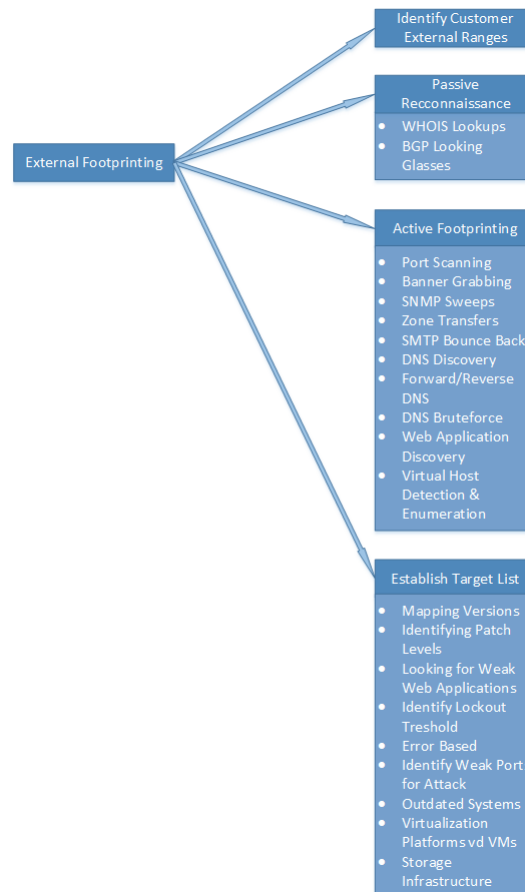 Identify Customer
External Ranges
Passive
Recconnaissance
WHOIS Lookups
BGP Looking
Glasses
External Footprinting
Active Footprinting
Port Scanning
Banner Grabbing
SNMP Sweeps
Zone Transfers
SMTP Bounce Back
DNS Discovery
Forward/Reverse
DNS
DNS Bruteforce
Web Application
Discovery
Virtual Host
Detection &
Enumeration
Establish Target List
Mapping Versions
Identifying Patch
Levels
Looking for Weak
Web Applications
Identify Lockout
Treshold
Error Based
Identify Weak Port
for Attack
Outdated Systems
Virtualization
Platforms vd VMs
Storage
Infrastructure